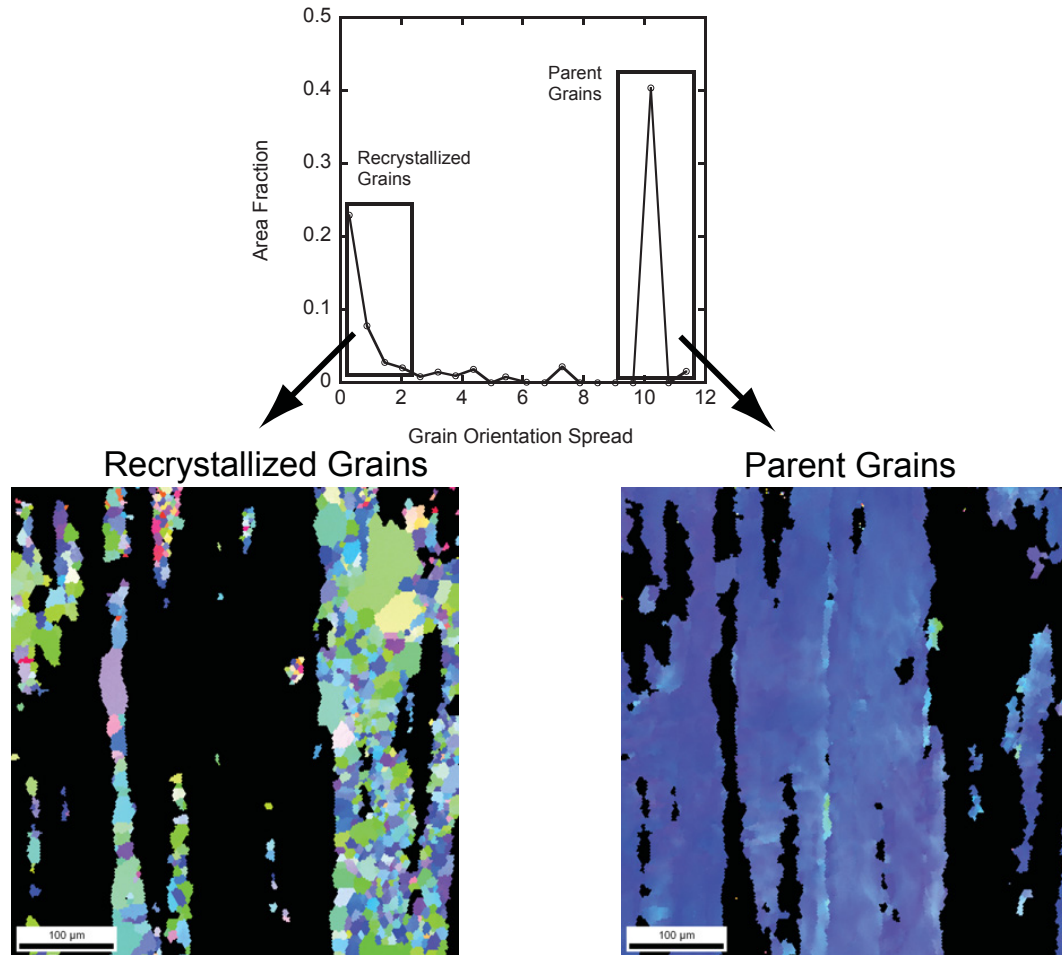 0.5
0.4
0.3
0.2
0.1
0
Area Fraction
Parent
Grains
Recrystallized
Grains
0 2 4 6 8 10 12
Grain Orientation Spread
Recrystallized Grains
Parent Grains
100 µm
100 µm